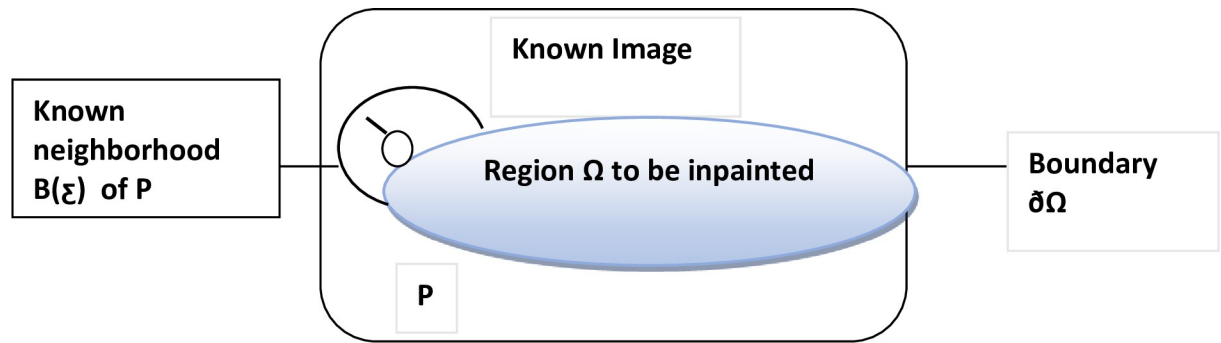 Known Image
Known
neighborhood
B(ƹ) of P
Region Ω to be inpainted
Boundary
ðΩ
P